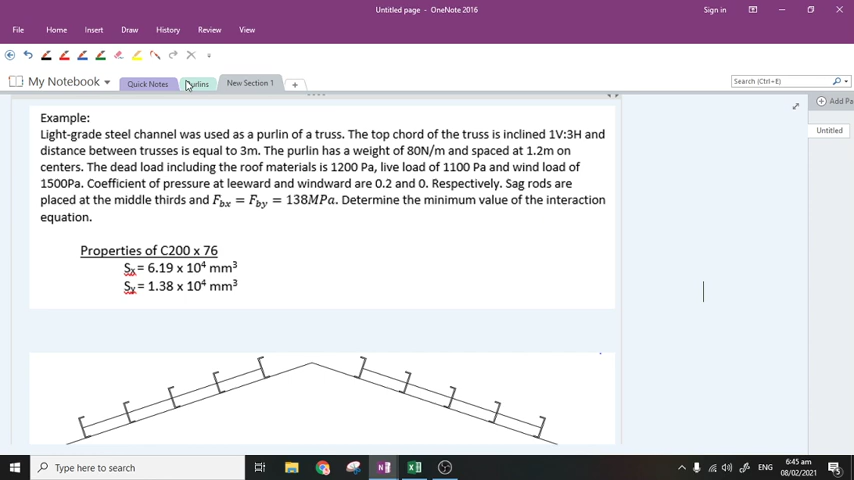 Untitled page - OneNote 2016
Sign in
File Home Insert Draw History Review View
My Notebook
Quick Notes
New Section 1
Search (Ctrl+E)
Add Pa
Untitled
Example:
Light-grade steel channel was used as a purlin of a truss. The top chord of the truss is inclined 1V:3H and
distance between trusses is equal to 3m. The purlin has a weight of 80N/m and spaced at 1.2m on
centers. The dead load including the roof materials is 1200 Pa, live load of 1100 Pa and wind load of
1500Pa. Coefficient of pressure at leeward and windward are 0.2 and 0. Respectively. Sag rods are
placed at the middle thirds and F_bx = F_by = 138MPa. Determine the minimum value of the interaction
equation.
Properties of C200 x 76
Sx = 6.19 x 10⁴ mm³
Sy = 1.38 x 10⁴ mm³
Type here to search
ENG
6:45 am
08/02/2021